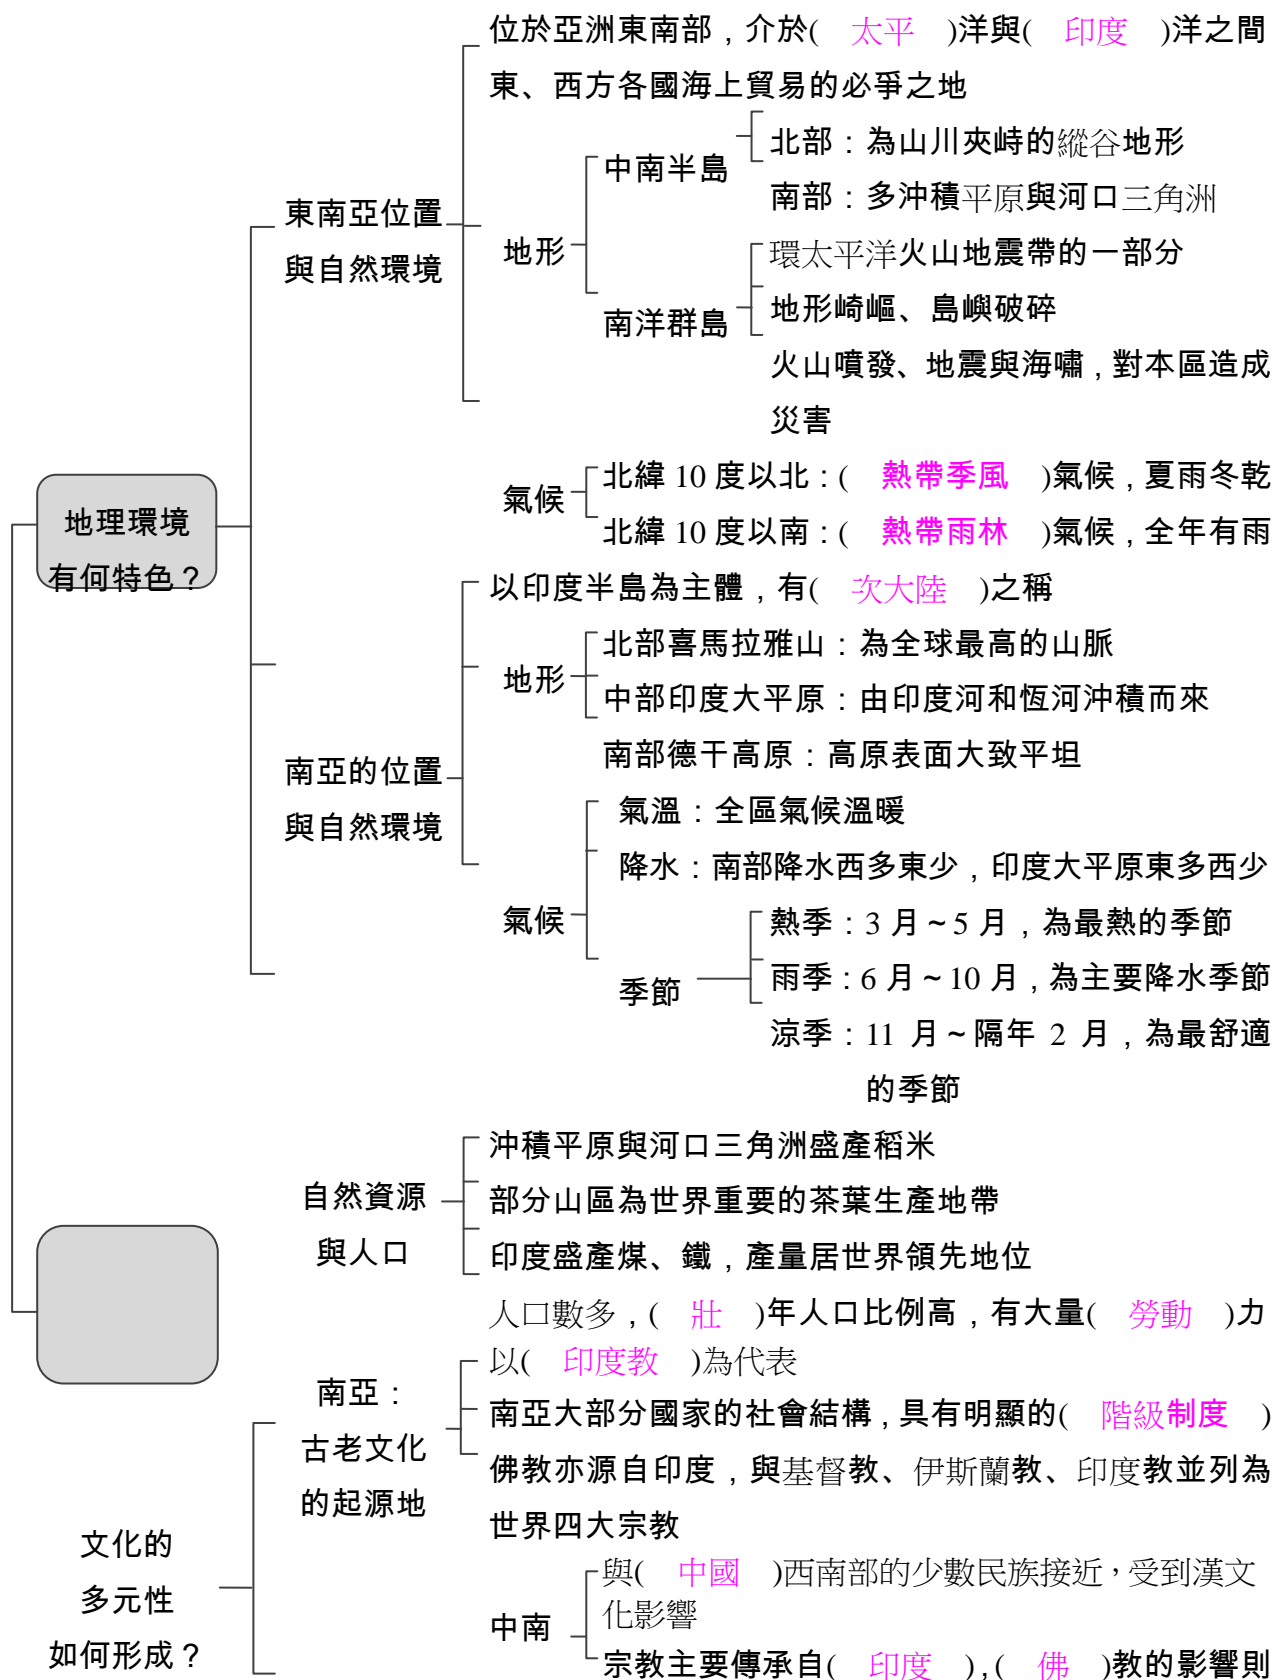 位於亞洲東南部，介於(　太平　)洋與(　印度　)洋之間
東、西方各國海上貿易的必爭之地
中南半島
北部：為山川夾峙的縱谷地形
南部：多沖積平原與河口三角洲
東南亞位置
與自然環境
地形
環太平洋火山地震帶的一部分
南洋群島
地形崎嶇、島嶼破碎
火山噴發、地震與海嘯，對本區造成
災害
氣候
北緯 10 度以北：(　熱帶季風　)氣候，夏雨冬乾
北緯 10 度以南：(　熱帶雨林　)氣候，全年有雨
地理環境
有何特色？
以印度半島為主體，有(　次大陸　)之稱
地形
北部喜馬拉雅山：為全球最高的山脈
中部印度大平原：由印度河和恆河沖積而來
南部德干高原：高原表面大致平坦
南亞的位置
與自然環境
氣溫：全區氣候溫暖
降水：南部降水西多東少，印度大平原東多西少
氣候
熱季：3 月~5 月，為最熱的季節
季節
雨季：6 月~10 月，為主要降水季節
涼季：11 月~隔年 2 月，為最舒適
的季節
沖積平原與河口三角洲盛產稻米
自然資源
與人口
部分山區為世界重要的茶葉生產地帶
印度盛產煤、鐵，產量居世界領先地位
人口數多，(　壯　)年人口比例高，有大量(　勞動　)力
以(　印度教　)為代表
南亞：
古老文化
的起源地
南亞大部分國家的社會結構，具有明顯的(　階級制度　)
佛教亦源自印度，與基督教、伊斯蘭教、印度教並列為
世界四大宗教
文化的
多元性
如何形成？
中南
與(　中國　)西南部的少數民族接近，受到漢文
化影響
宗教主要傳承自(　印度　)，(　佛　)教的影響則